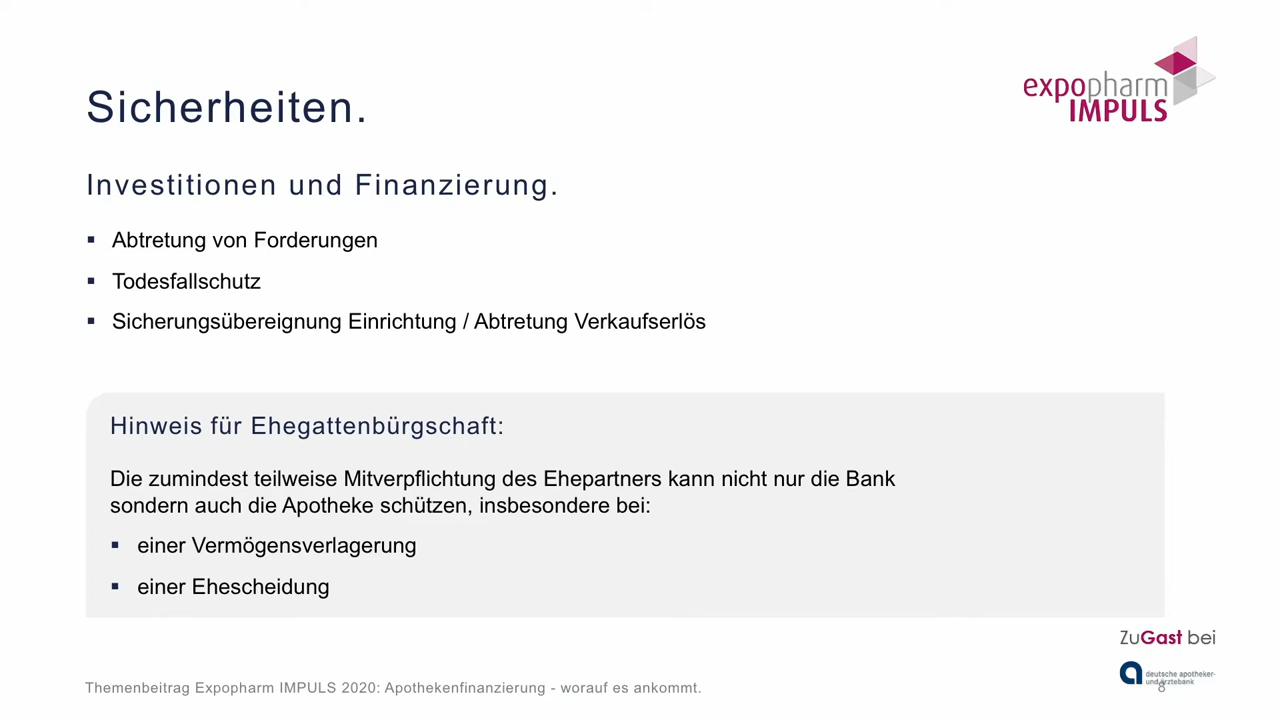 expopharm
IMPULS
Sicherheiten.
Investitionen und Finanzierung.
▪ Abtretung von Forderungen
▪ Todesfallschutz
▪ Sicherungsübereignung Einrichtung / Abtretung Verkaufserlös
Hinweis für Ehegattenbürgschaft:
Die zumindest teilweise Mitverpflichtung des Ehepartners kann nicht nur die Bank
sondern auch die Apotheke schützen, insbesondere bei:
▪ einer Vermögensverlagerung
▪ einer Ehescheidung
ZuGast bei
deutsche apotheker-
und ärztebank
Themenbeitrag Expopharm IMPULS 2020: Apothekenfinanzierung - worauf es ankommt.
8